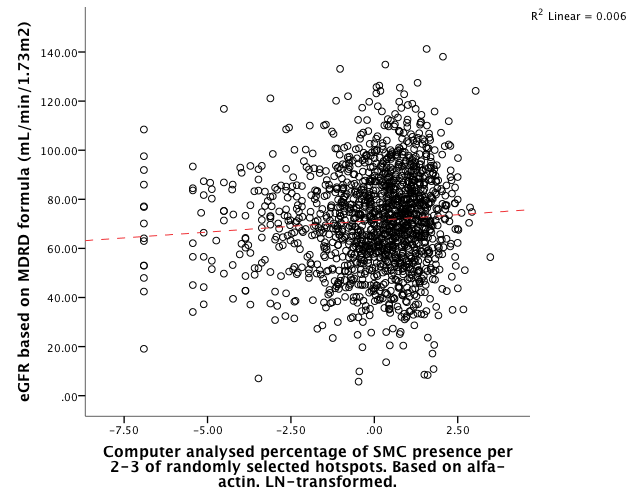 R² Linear = 0.006
eGFR based on MDRD formula (mL/min/1.73m2)
140.00
120.00
100.00
80.00
60.00
40.00
20.00
.00
-7.50 -5.00 -2.50 .00 2.50
Computer analysed percentage of SMC presence per
2-3 of randomly selected hotspots. Based on alfa-
actin. LN-transformed.